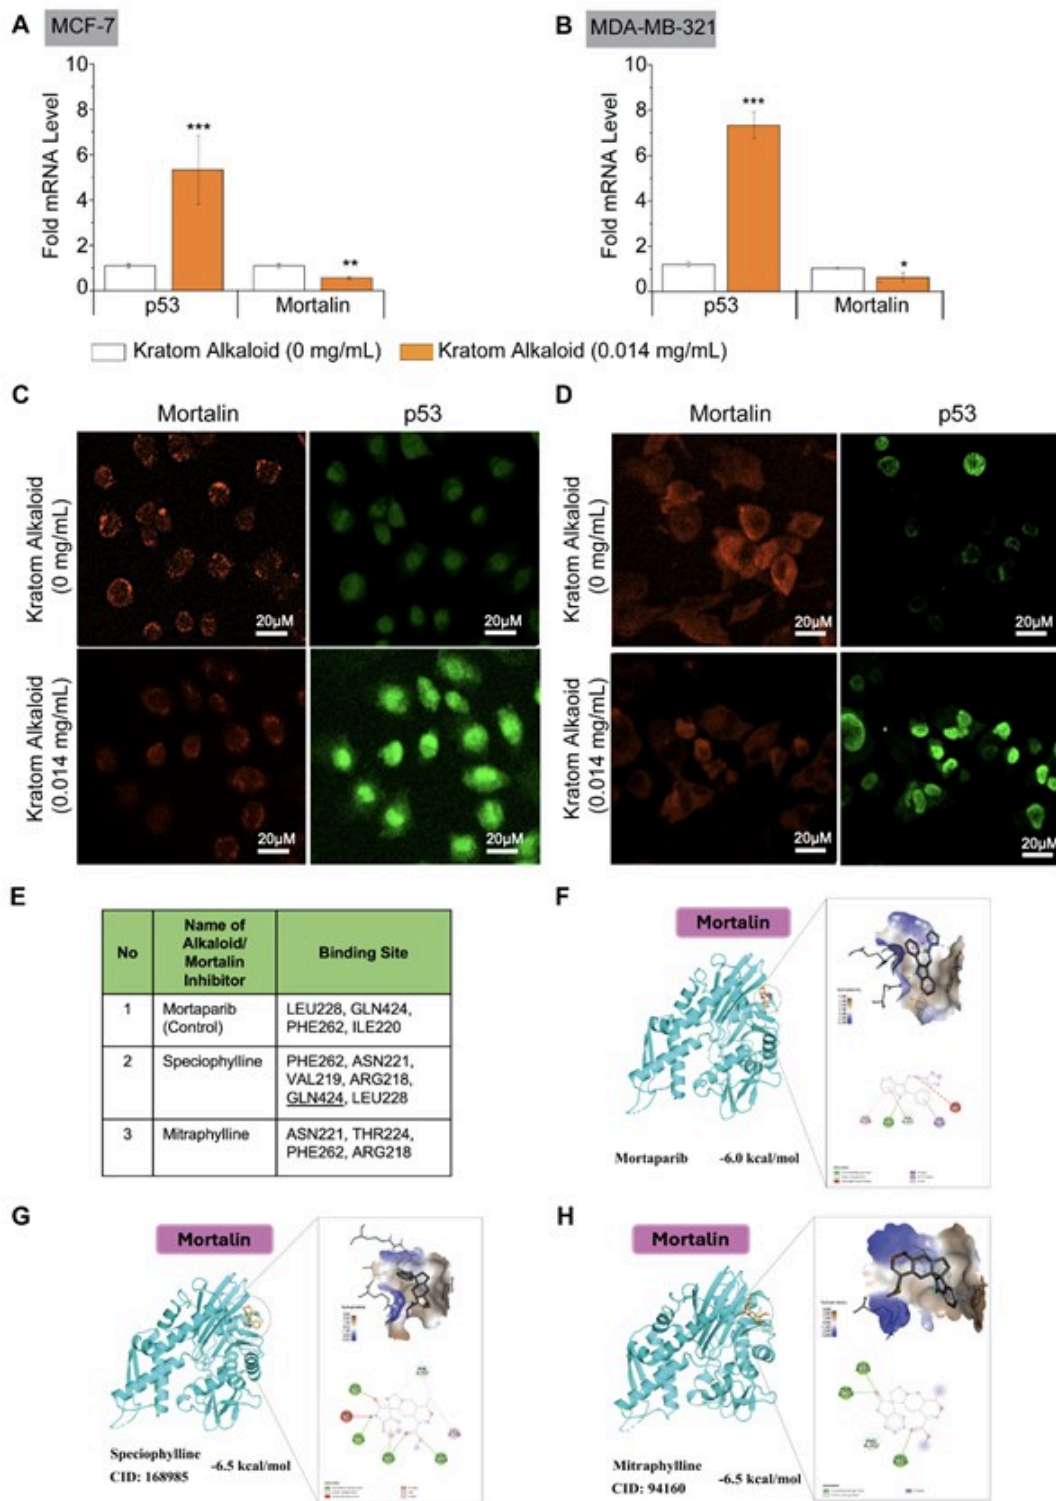 A MCF-7
B MDA-MB-321
10
8
6
4
2
0
Fold mRNA Level
***
**
p53
Mortalin
10
8
6
4
2
0
Fold mRNA Level
***
*
p53
Mortalin
Kratom Alkaloid (0 mg/mL)
Kratom Alkaloid (0.014 mg/mL)
C
Mortalin
p53
Kratom Alkaloid
(0 mg/mL)
20µM
20µM
Kratom Alkaloid
(0.014 mg/mL)
20µM
20µM
D
Mortalin
p53
Kratom Alkaloid
(0 mg/mL)
20µM
20µM
Kratom Alkaoid
(0.014 mg/mL)
20µM
20µM
E
No
Name of
Alkaloid/
Mortalin
Inhibitor
Binding Site
1
Mortaparib
(Control)
LEU228, GLN424,
PHE262, ILE220
2
Speciophylline
PHE262, ASN221,
VAL219, ARG218,
GLN424, LEU228
3
Mitraphylline
ASN221, THR224,
PHE262, ARG218
F
Mortalin
Mortaparib -6.0 kcal/mol
G
Mortalin
Speciophylline
CID: 168985
-6.5 kcal/mol
H
Mortalin
Mitraphylline
CID: 94160
-6.5 kcal/mol